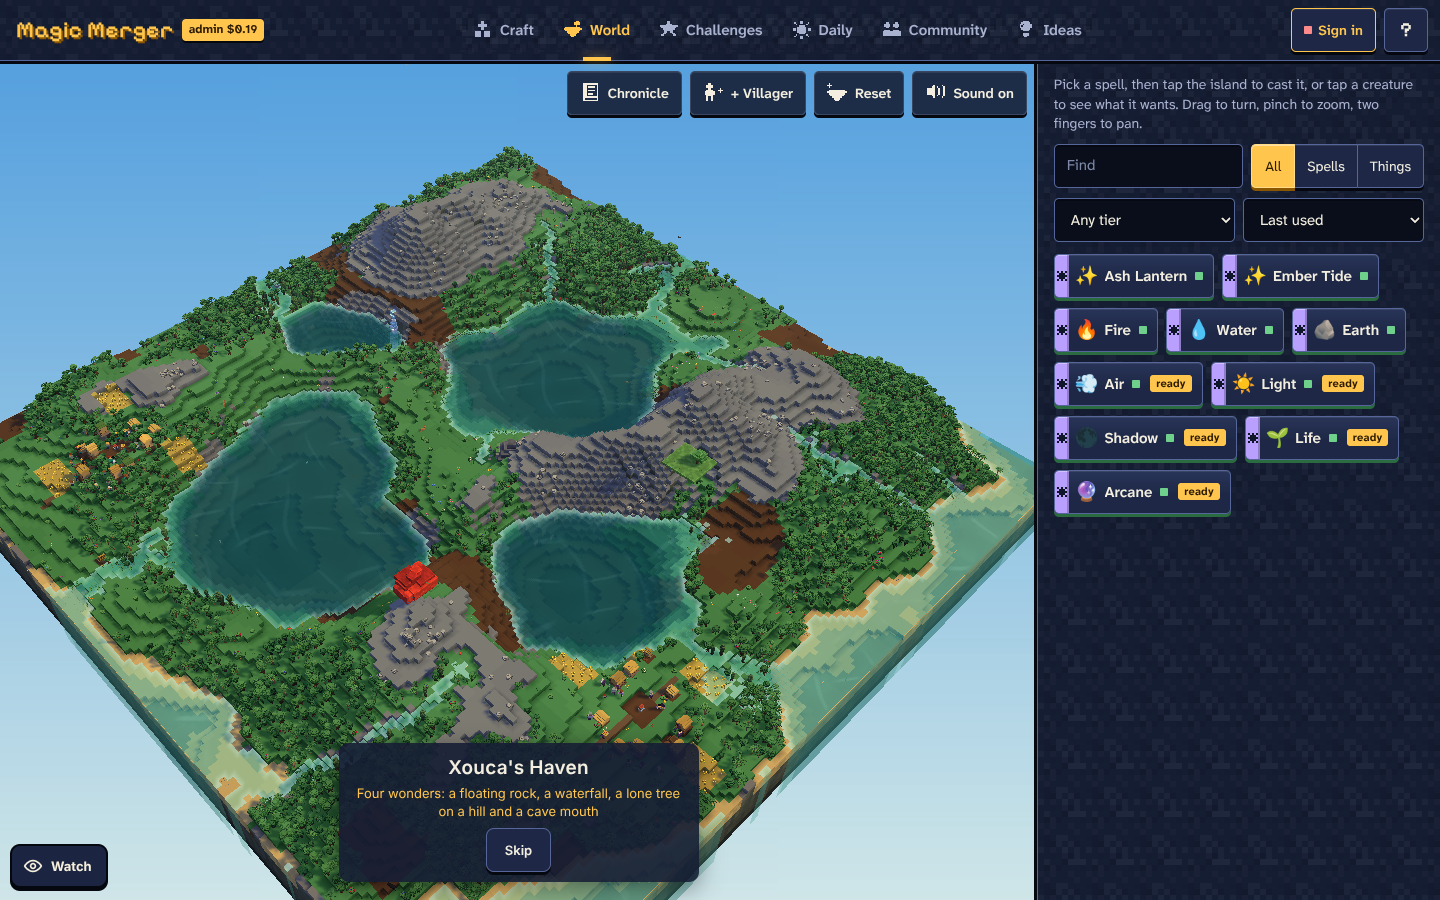 Magic Merger
admin $0.19
Craft
World
Challenges
Daily
Community
Ideas
Sign in
?
Chronicle
+ Villager
Reset
Sound on
Pick a spell, then tap the island to cast it, or tap a creature
to see what it wants. Drag to turn, pinch to zoom, two
fingers to pan.
Find
All
Spells
Things
Any tier
Last used
Ash Lantern
Ember Tide
Fire
Water
Earth
Air ready
Light ready
Shadow ready
Life ready
Arcane ready
Xouca's Haven
Four wonders: a floating rock, a waterfall, a lone tree
on a hill and a cave mouth
Skip
Watch